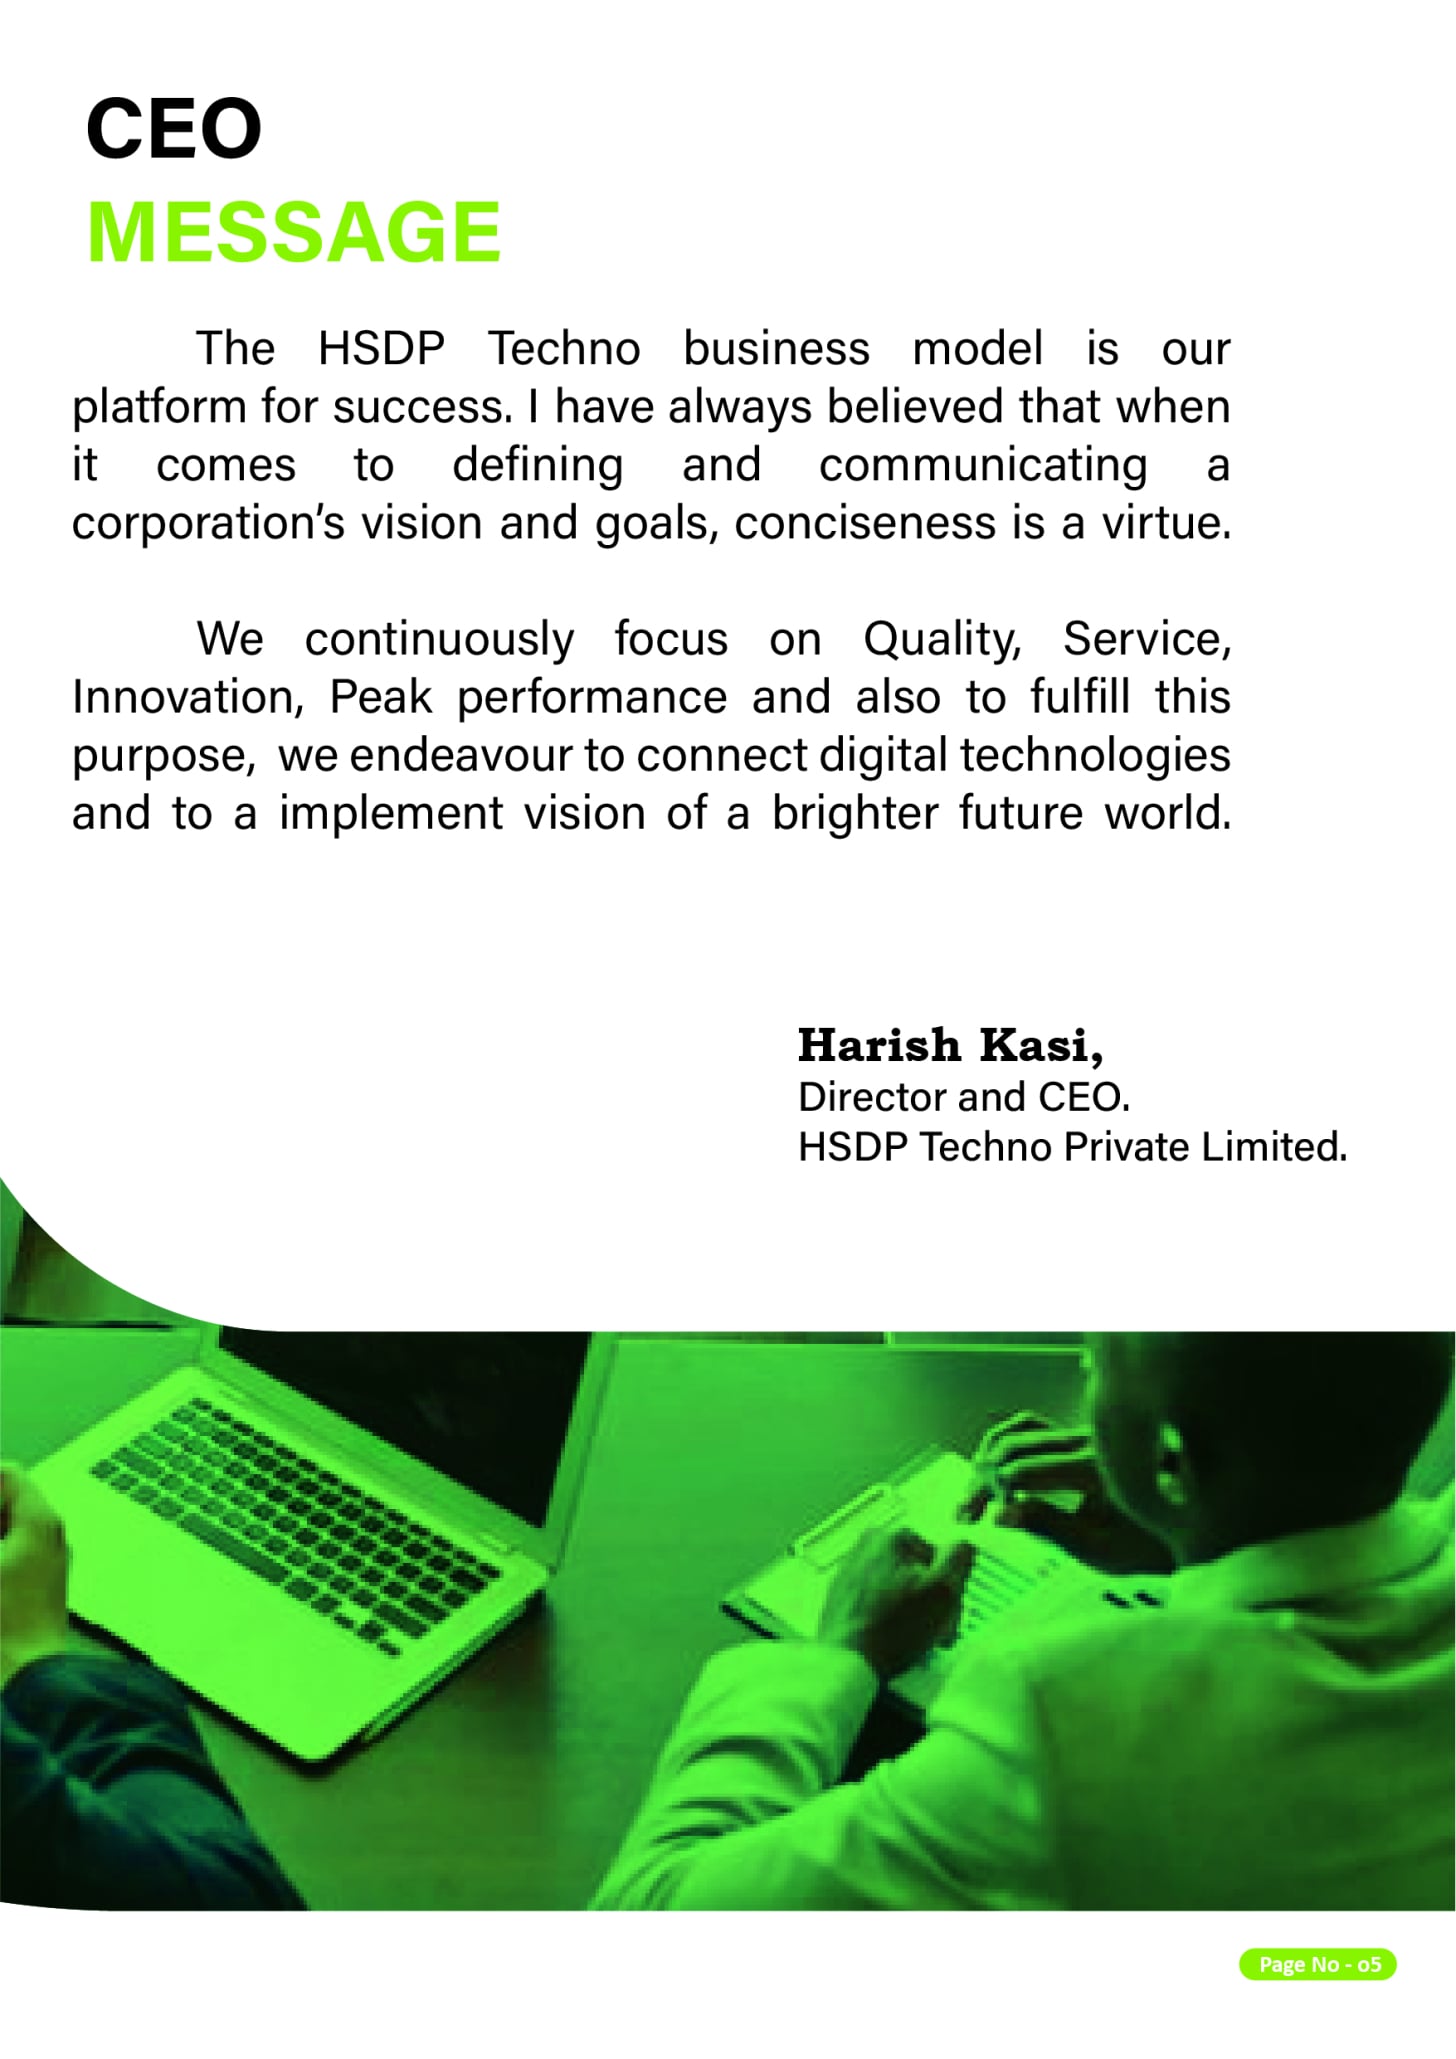 CEO
MESSAGE
The HSDP Techno business model is our
platform for success. I have always believed that when
it comes to defining and communicating a
corporation’s vision and goals, conciseness is a virtue.
We continuously focus on Quality, Service,
Innovation, Peak performance and also to fulfill this
purpose, we endeavour to connect digital technologies
and to a implement vision of a brighter future world.
Harish Kasi,
Director and CEO.
HSDP Techno Private Limited.
Page No - o5